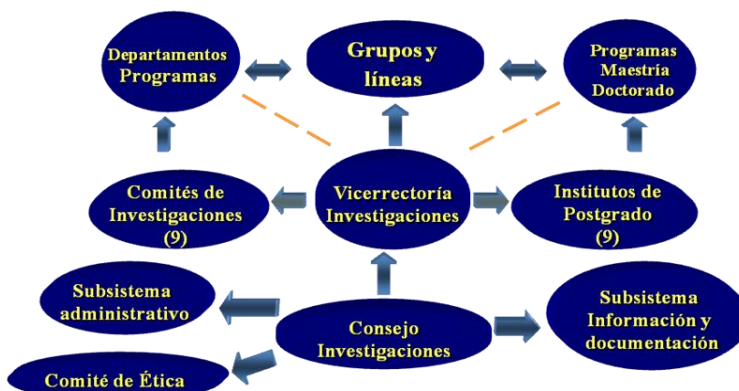 Departamentos
Programas
Grupos y
líneas
Programas
Maestría
Doctorado
Comités de
Investigaciones
(9)
Vicerrectoría
Investigaciones
Institutos de
Postgrado
(9)
Subsistema
administrativo
Consejo
Investigaciones
Subsistema
Información y
documentación
Comité de Ética